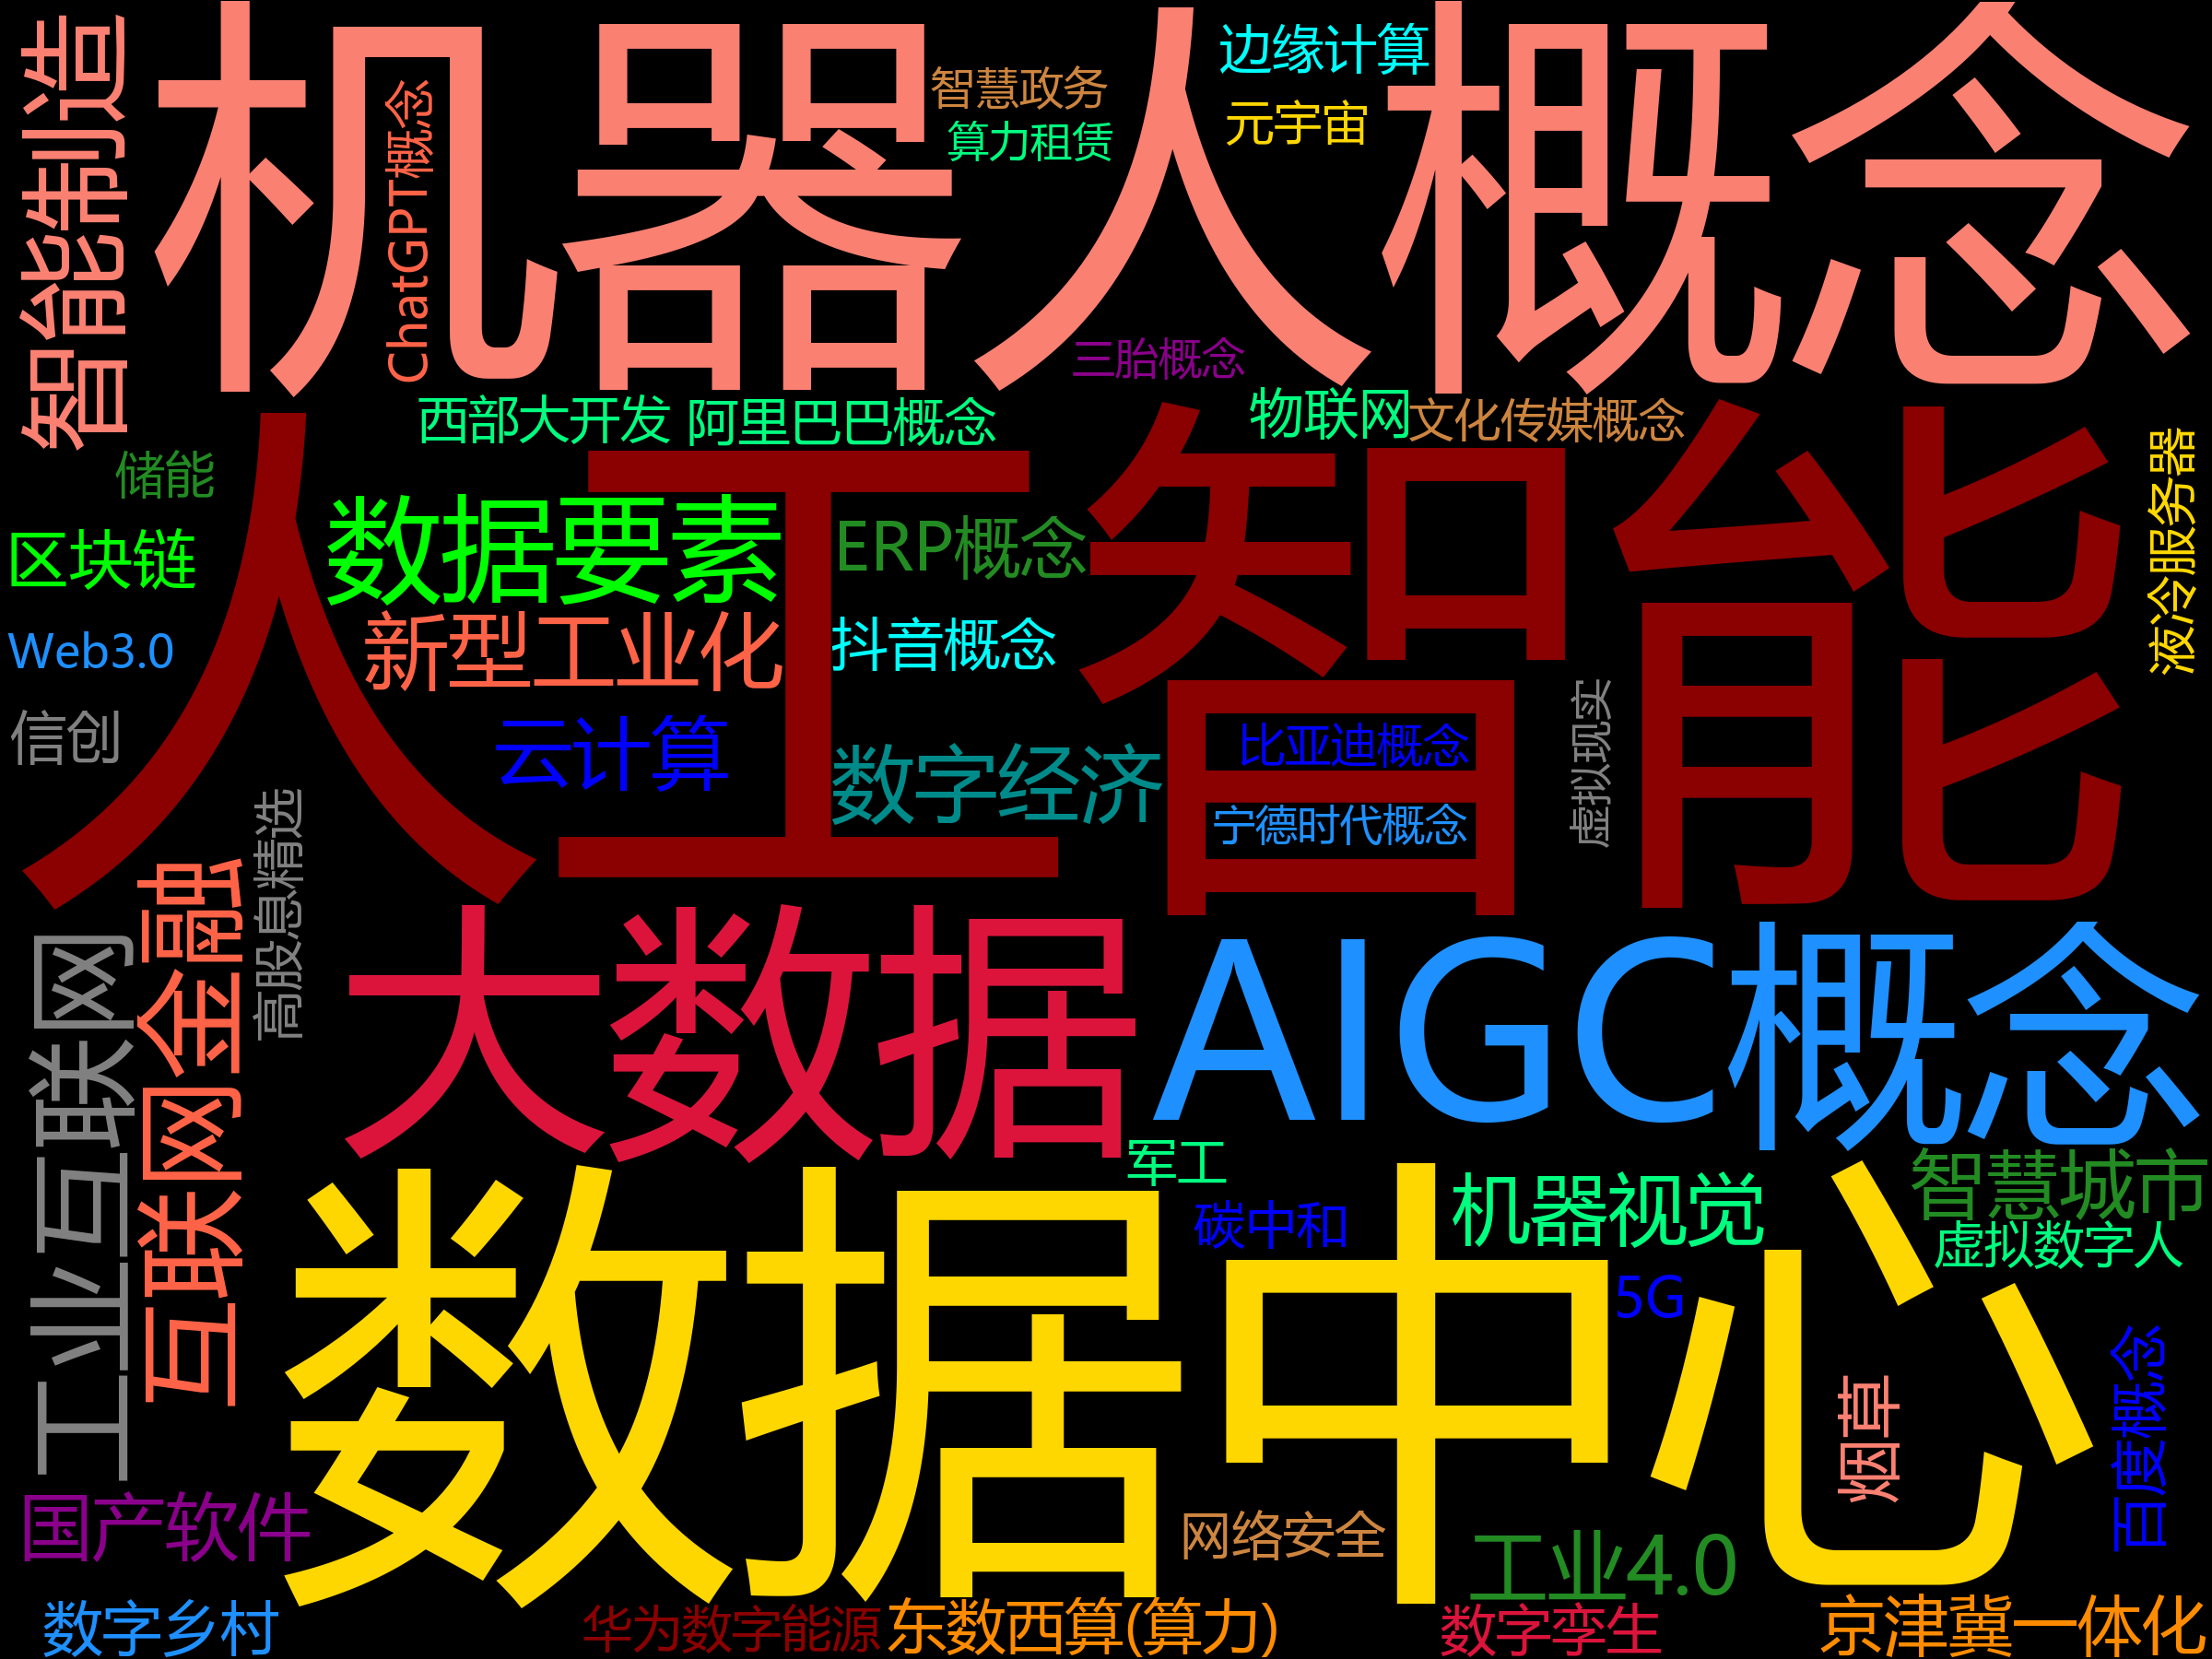 智能制造
机器人概念
ChatGPT概念
智慧政务
算力租赁
边缘计算
元宇宙
三胎概念
西部大开发
阿里巴巴概念
物联网
文化传媒概念
储能
人工智能
液冷服务器
区块链
数据要素
ERP概念
Web3.0
新型工业化
抖音概念
信创
云计算
数字经济
比亚迪概念
虚拟现实
宁德时代概念
高股息精选
互联网金融
工业互联网
大数据
AIGC概念
军工
智慧城市
机器视觉
碳中和
虚拟数字人
数据中心
5G
烟草
百度概念
国产软件
网络安全
工业4.0
数字乡村
华为数字能源
东数西算(算力)
数字孪生
京津冀一体化